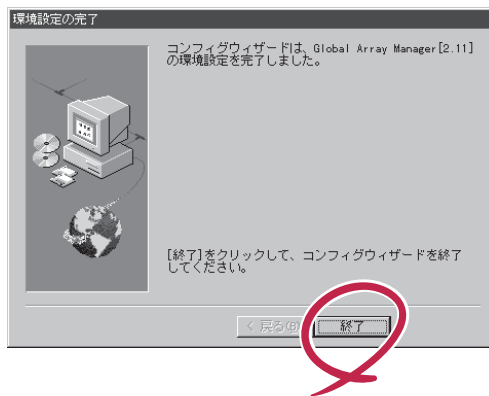 環境設定の完了
コンフィグウィザードは、Global Array Manager[2.11]
の環境設定を完了しました。
[終了]をクリックして、コンフィグウィザードを終了
してください。
< 戻る(B) 終了